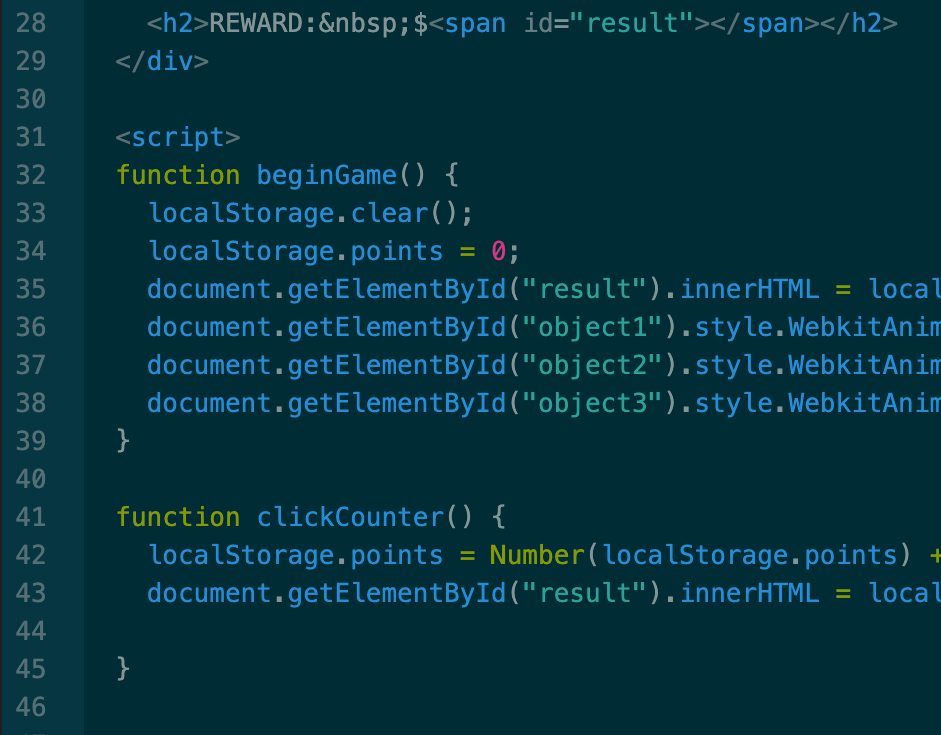 28 <h2>REWARD:&nbsp;$<span id="result"></span></h2>
29 </div>
30
31 <script>
32 function beginGame() {
33 localStorage.clear();
34 localStorage.points = 0;
35 document.getElementById("result").innerHTML = local
36 document.getElementById("object1").style.WebkitAnim
37 document.getElementById("object2").style.WebkitAnim
38 document.getElementById("object3").style.WebkitAnim
39 }
40
41 function clickCounter() {
42 localStorage.points = Number(localStorage.points) +
43 document.getElementById("result").innerHTML = local
44
45 }
46